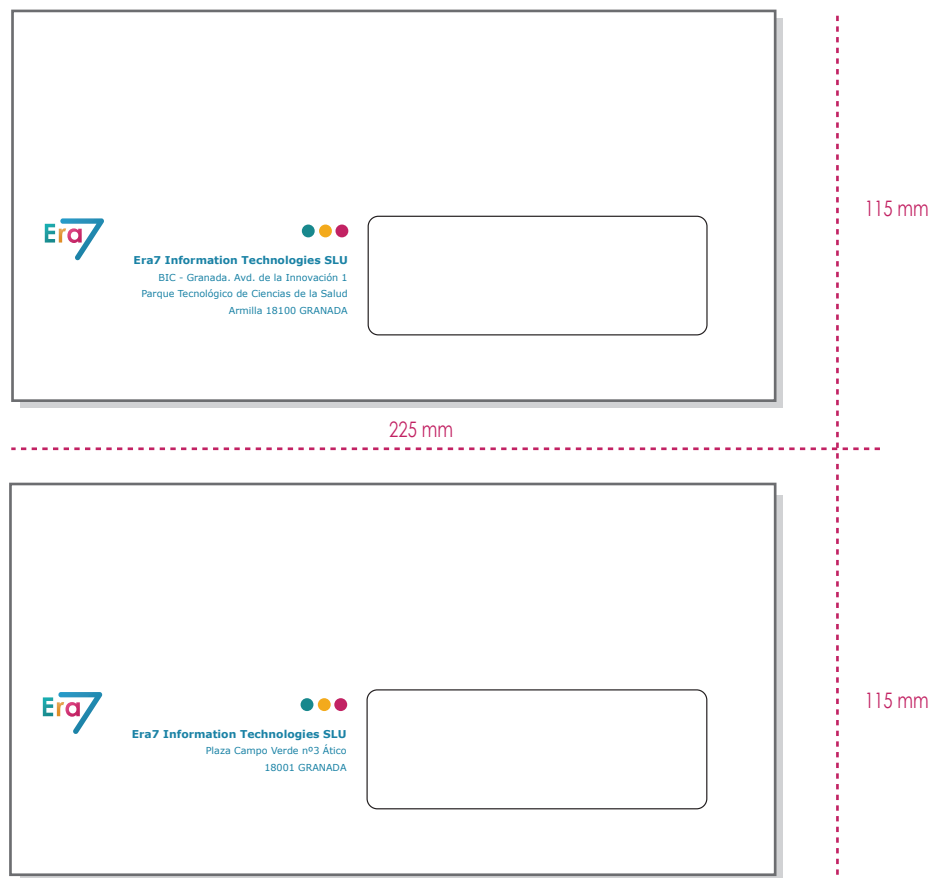 Era7
Era7 Information Technologies SLU
BIC - Granada. Avd. de la Innovación 1
Parque Tecnológico de Ciencias de la Salud
Armilla 18100 GRANADA
115 mm
225 mm
Era7
Era7 Information Technologies SLU
Plaza Campo Verde nº3 Ático
18001 GRANADA
115 mm